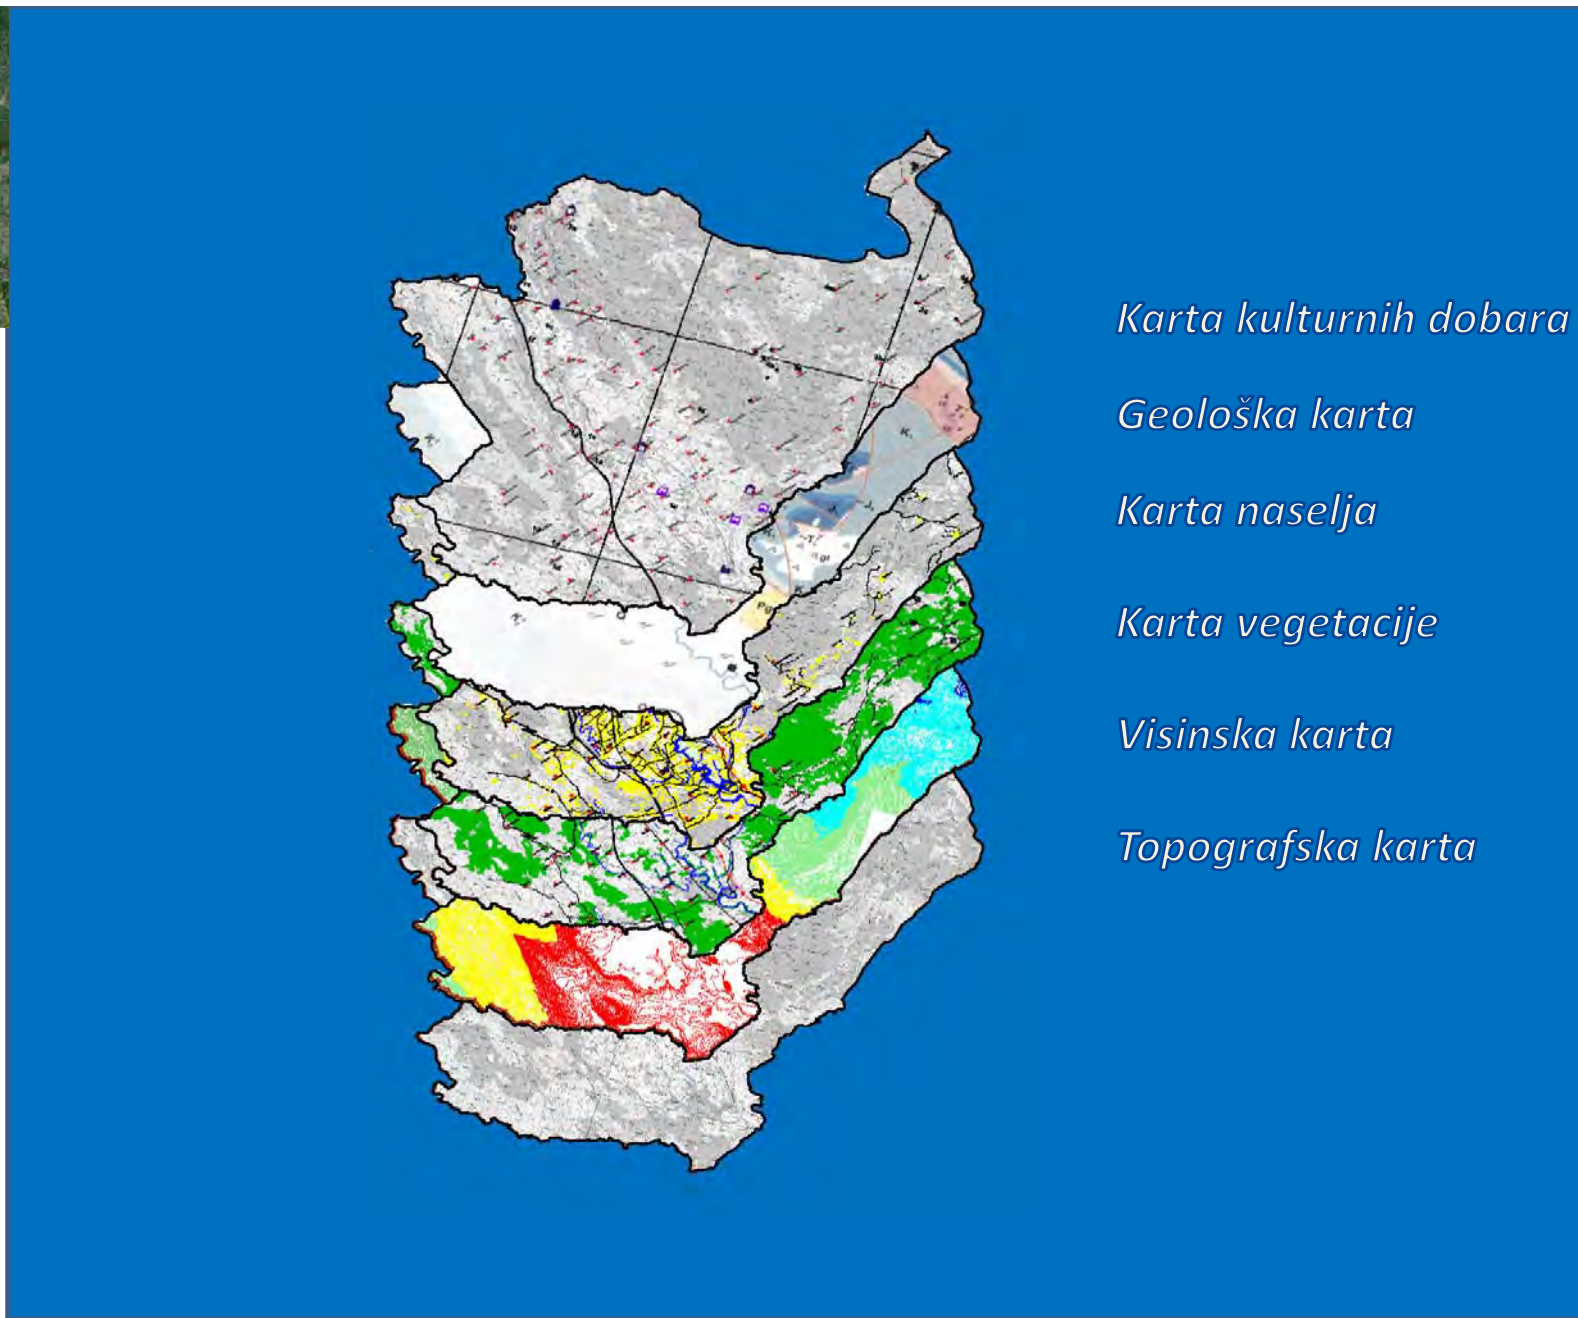 Karta kulturnih dobara
Geološka karta
Karta naselja
Karta vegetacije
Visinska karta
Topografska karta